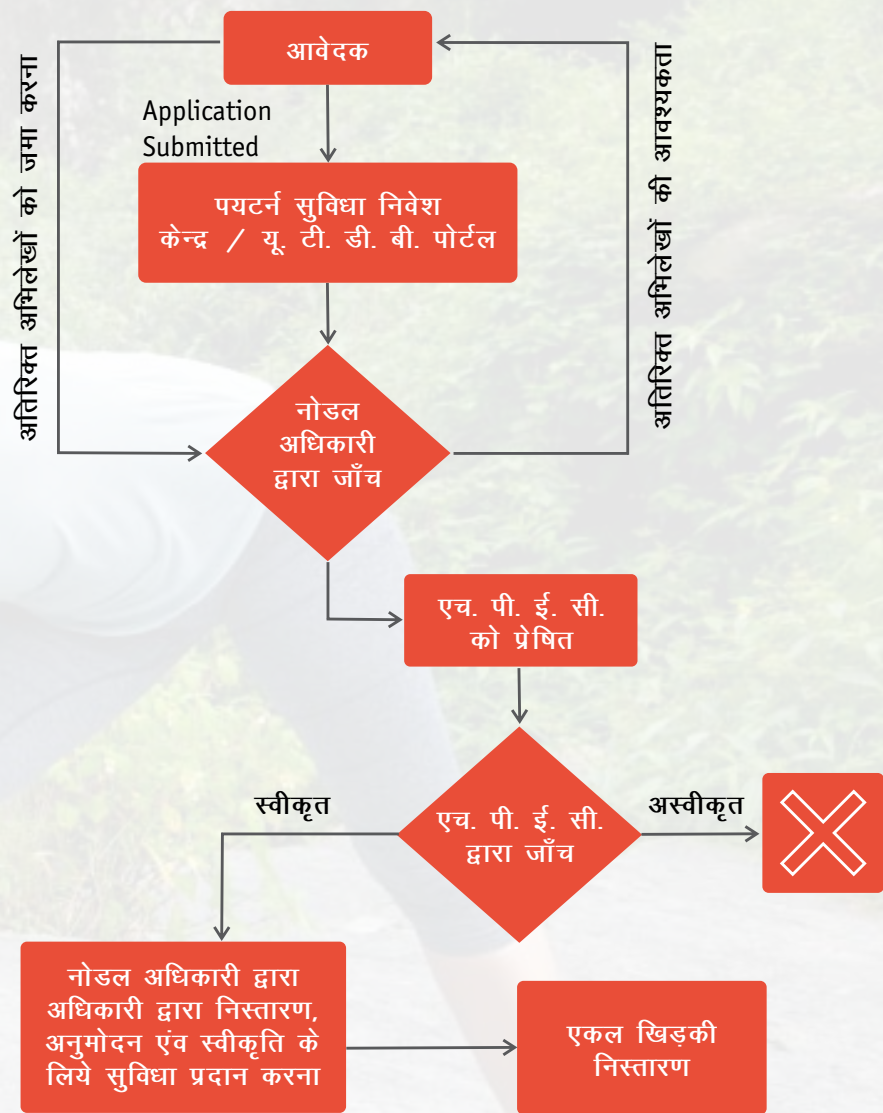 आवेदक
Application
Submitted
अतिरिक्त अभिलेखों को जमा करना
अतिरिक्त अभिलेखों की आवश्यकता
पयटर्न सुविधा निवेश
केन्द्र / यू. टी. डी. बी. पोर्टल
नोडल
अधिकारी
द्वारा जाँच
एच. पी. ई. सी.
को प्रेषित
स्वीकृत
एच. पी. ई. सी.
द्वारा जाँच
अस्वीकृत
नोडल अधिकारी द्वारा
अधिकारी द्वारा निस्तारण,
अनुमोदन एंव स्वीकृति के
लिये सुविधा प्रदान करना
एकल खिड़की
निस्तारण